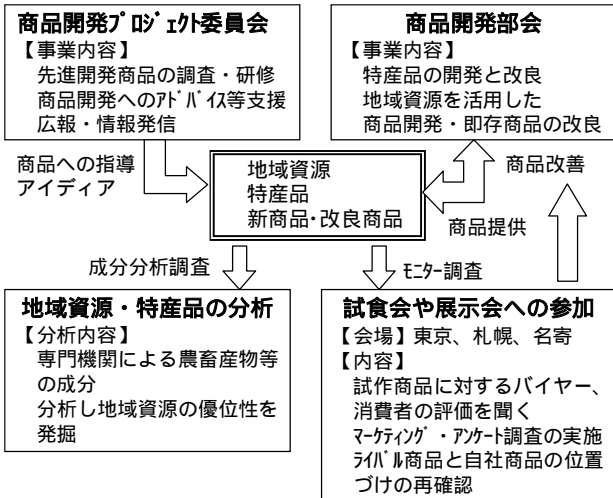 商品開発プロジェクト委員会
【事業内容】
先進開発商品の調査・研修
商品開発へのアドバイス等支援
広報・情報発信
商品開発部会
【事業内容】
特産品の開発と改良
地域資源を活用した
商品開発・即存商品の改良
商品への指導
アイディア
地域資源
特産品
新商品・改良商品
商品改善
商品提供
成分分析調査
モニター調査
地域資源・特産品の分析
【分析内容】
専門機関による農畜産物等
の成分
分析し地域資源の優位性を
発掘
試食会や展示会への参加
【会場】東京、札幌、名寄
【内容】
試作商品に対するバイヤー、
消費者の評価を聞く
マーケティング・アンケート調査の実施
ライバル商品と自社商品の位置
づけの再確認